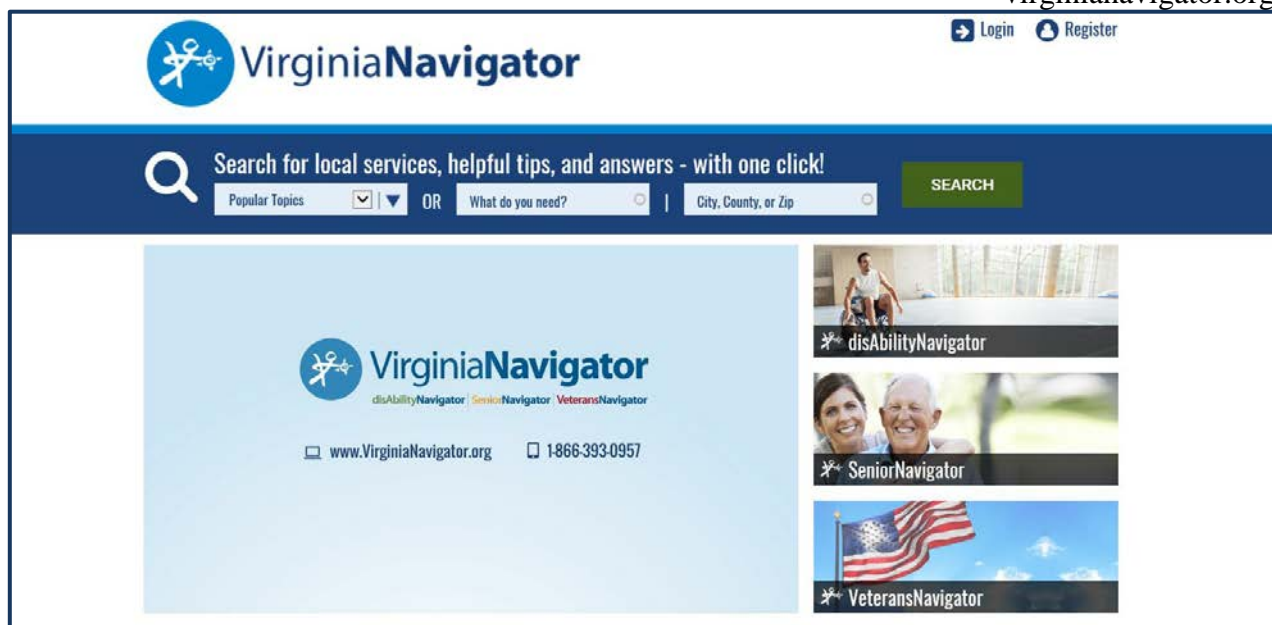 virginianavigator.org
Login Register
VirginiaNavigator
Search for local services, helpful tips, and answers - with one click!
Popular Topics OR What do you need? | City, County, or Zip SEARCH
disAbilityNavigator
VirginiaNavigator
disAbilityNavigator | SeniorNavigator | VeteransNavigator
www.VirginiaNavigator.org 1-866-393-0957
SeniorNavigator
VeteransNavigator